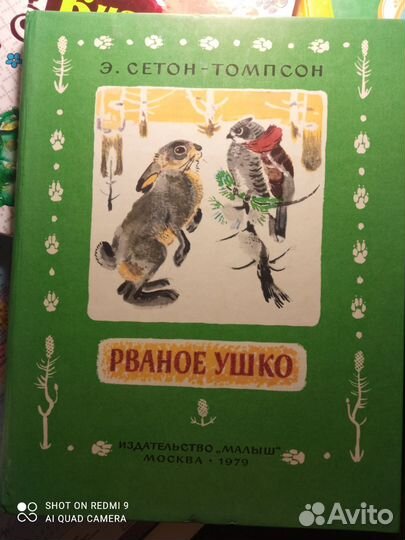 Э. СЕТОН-ТОМПСОН
РВАНОЕ УШКО
ИЗДАТЕЛЬСТВО „МАЛЫШ"
МОСКВА • 1979
SHOT ON REDMI 9
AI QUAD CAMERA
Avito